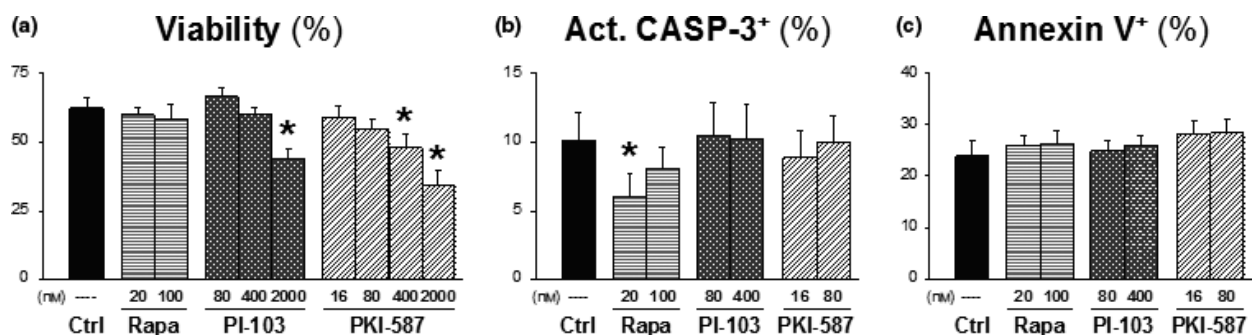 (a) Viability (%)
75
50
25
0
*
*
*
(nM) ---- 20 100 80 400 2000 16 80 400 2000
Ctrl Rapa PI-103 PKI-587
(b) Act. CASP-3+ (%)
15
10
5
0
*
---- 20 100 80 400 16 80
Ctrl Rapa PI-103 PKI-587
(c) Annexin V+ (%)
40
30
20
10
0
(nM) ---- 20 100 80 400 16 80
Ctrl Rapa PI-103 PKI-587